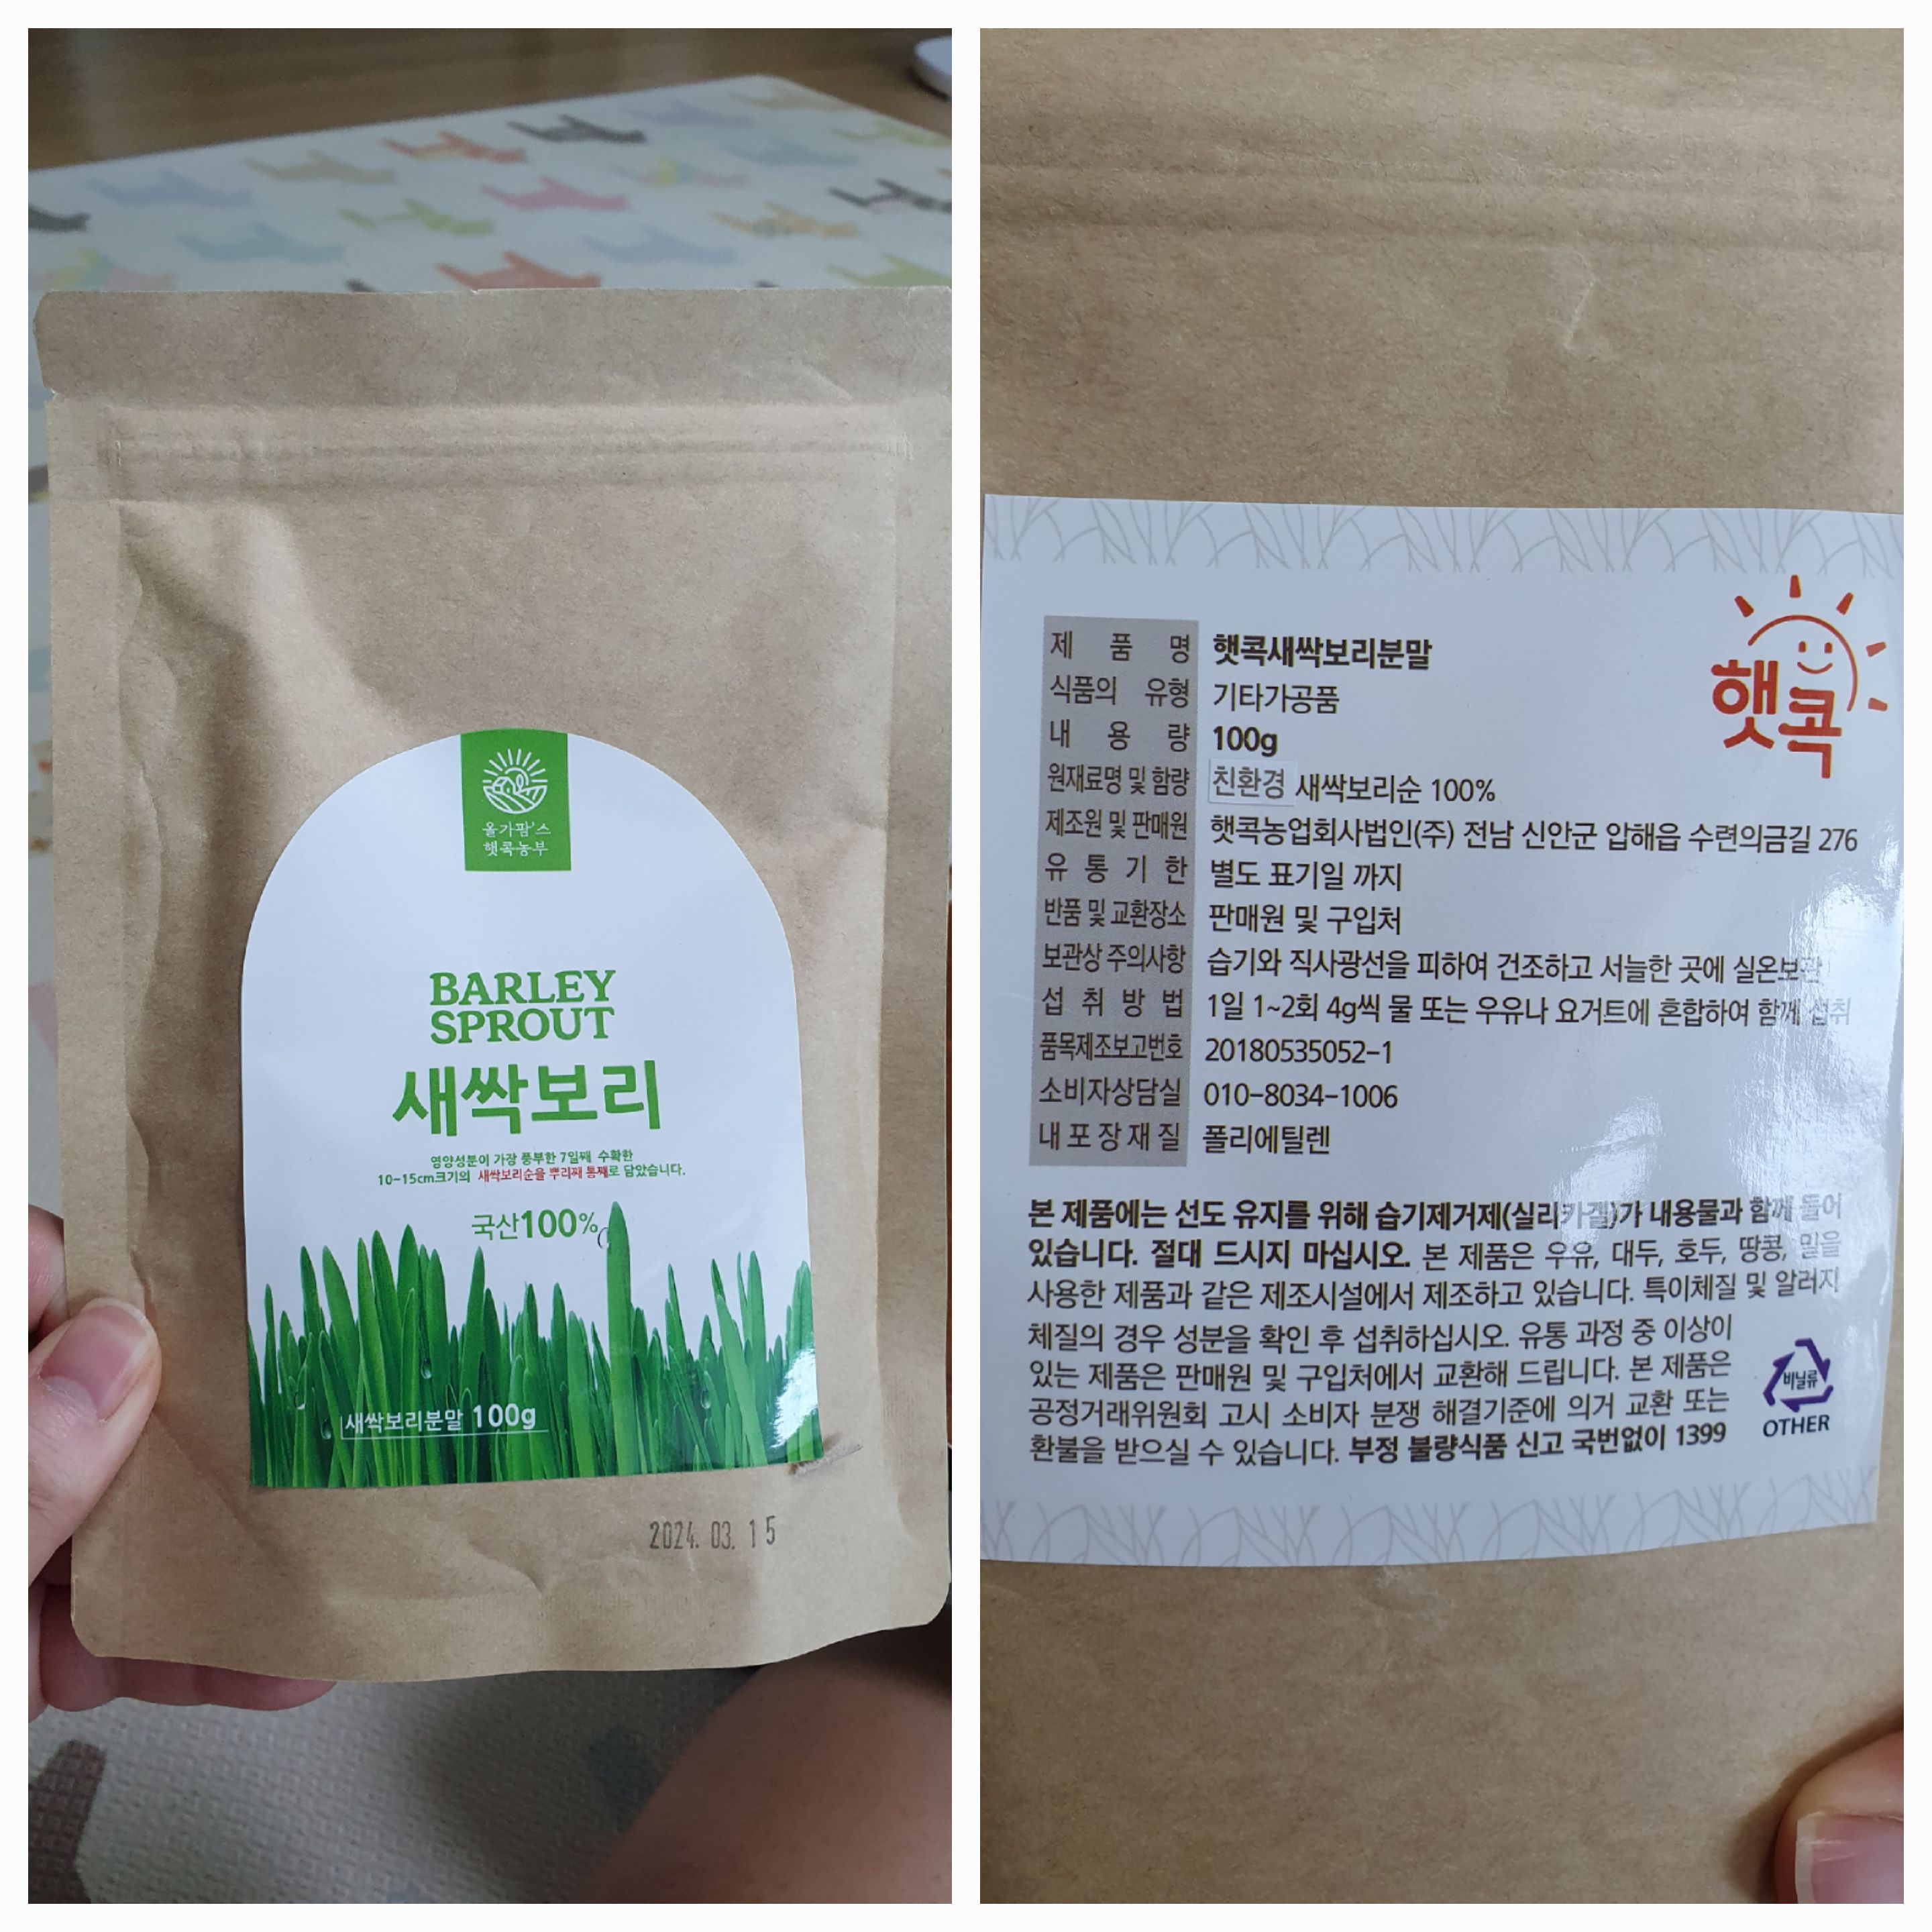 올가팜's
햇콕농부
BARLEY
SPROUT
새싹보리
영양성분이 가장 풍부한 7일째 수확한
10-15cm크기의 새싹보리순을 뿌리째 통째로 담았습니다.
국산100%
새싹보리분말 100g
2024. 03. 15
햇콕
제품명 햇콕새싹보리분말
식품의 유형 기타가공품
내용량 100g
원재료명 및 함량 친환경 새싹보리순 100%
제조원 및 판매원 햇콕농업회사법인(주) 전남 신안군 압해읍 수련의금길 276
유통기한 별도 표기일 까지
반품 및 교환장소 판매원 및 구입처
보관상 주의사항 습기와 직사광선을 피하여 건조하고 서늘한 곳에 실온보관
섭취방법 1일 1~2회 4g씩 물 또는 우유나 요거트에 혼합하여 함께 섭취
품목제조보고번호 20180535052-1
소비자상담실 010-8034-1006
내포장재질 폴리에틸렌
본 제품에는 선도 유지를 위해 습기제거제(실리카겔)가 내용물과 함께 들어
있습니다. 절대 드시지 마십시오. 본 제품은 우유, 대두, 호두, 땅콩, 밀을
사용한 제품과 같은 제조시설에서 제조하고 있습니다. 특이체질 및 알러지
체질의 경우 성분을 확인 후 섭취하십시오. 유통 과정 중 이상이
있는 제품은 판매원 및 구입처에서 교환해 드립니다. 본 제품은
공정거래위원회 고시 소비자 분쟁 해결기준에 의거 교환 또는
환불을 받으실 수 있습니다. 부정 불량식품 신고 국번없이 1399
비닐류
OTHER